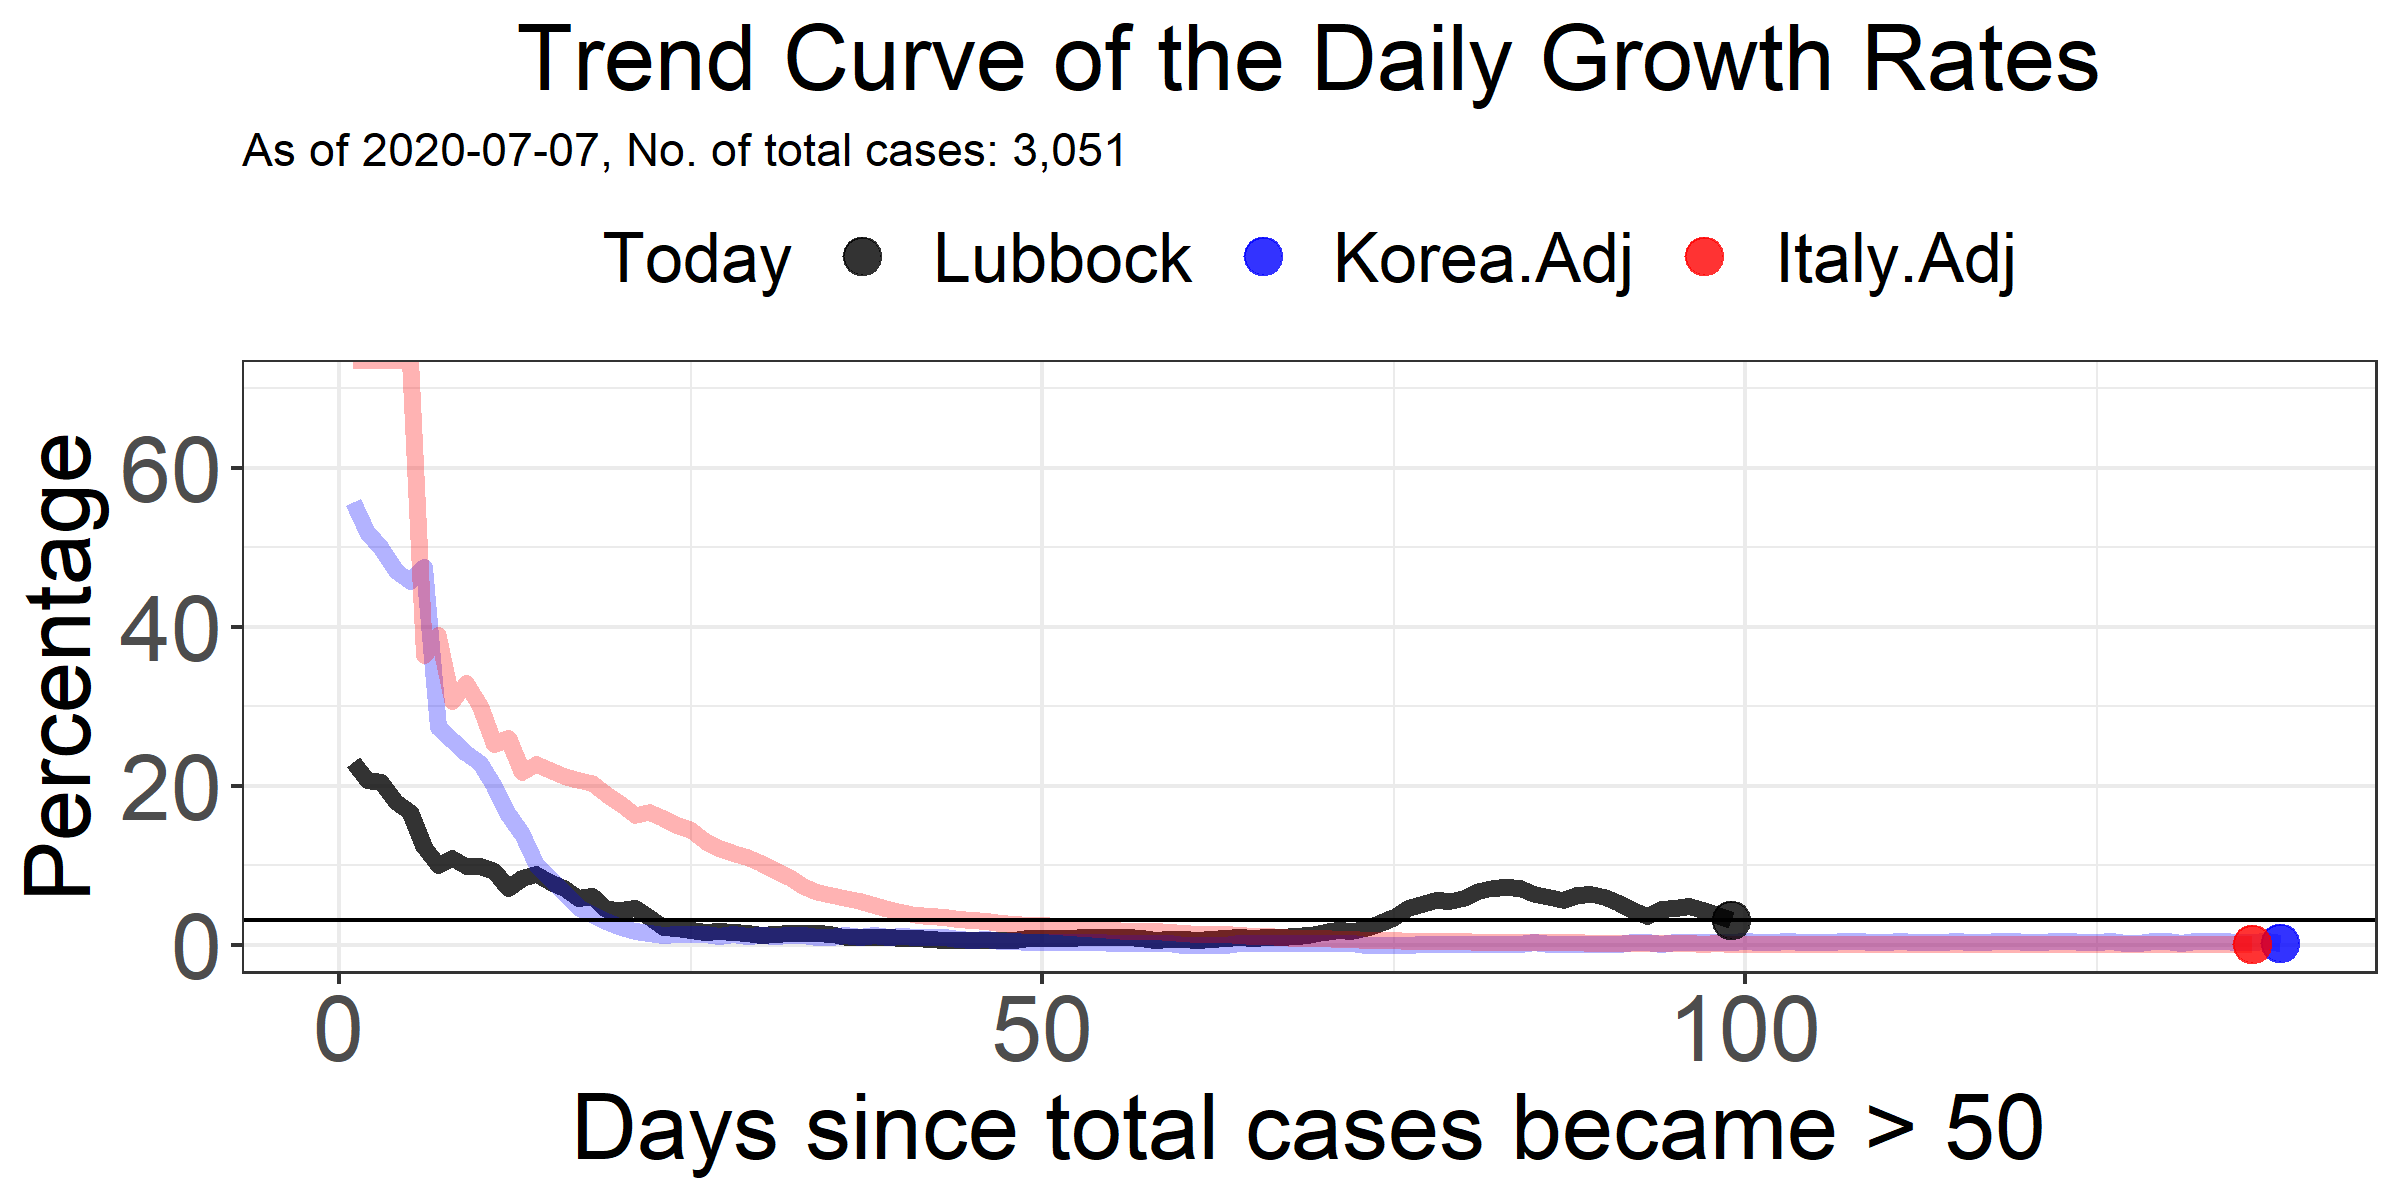 Trend Curve of the Daily Growth Rates
As of 2020-07-07, No. of total cases: 3,051
Today Lubbock Korea.Adj Italy.Adj
Percentage
60
40
20
0
0 50 100
Days since total cases became > 50